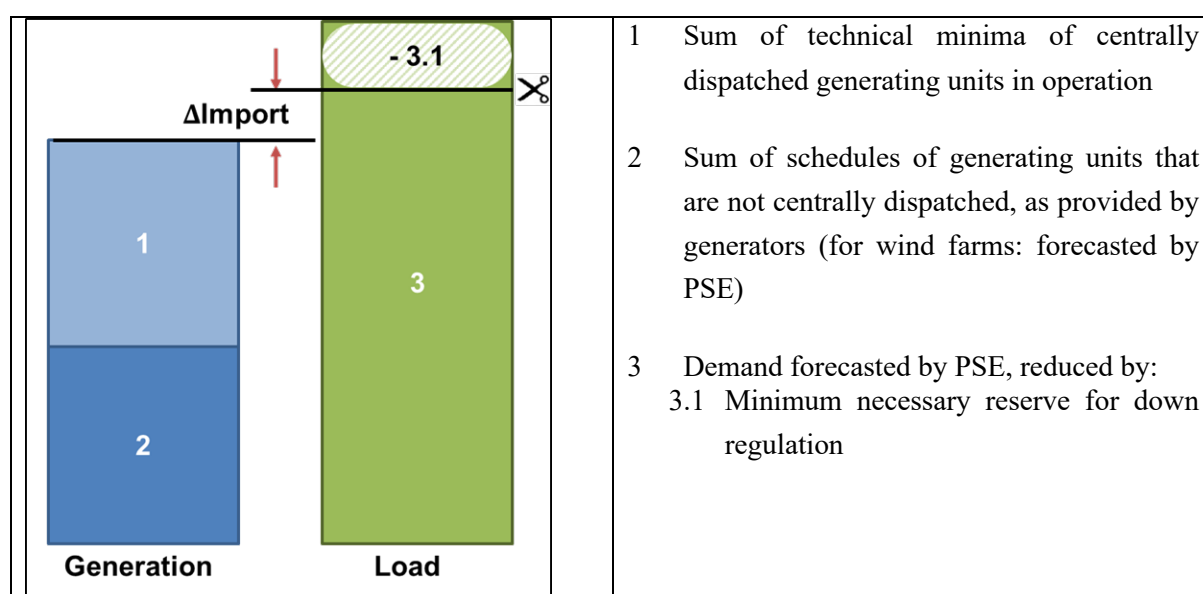 - 3.1
ΔImport
1
3
2
Generation
Load
1 Sum of technical minima of centrally
dispatched generating units in operation
2 Sum of schedules of generating units that
are not centrally dispatched, as provided by
generators (for wind farms: forecasted by
PSE)
3 Demand forecasted by PSE, reduced by:
3.1 Minimum necessary reserve for down
regulation